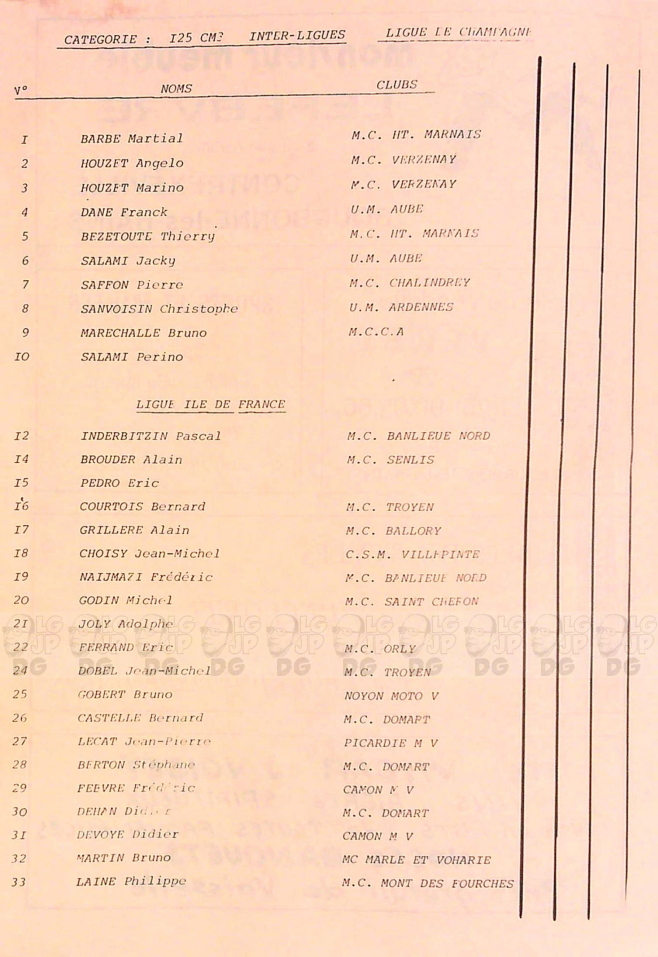 CATEGORIE : I25 CM3 INTER-LIGUES LIGUE DE CHAMPAGNE
N° NOMS CLUBS
I BARBE Martial M.C. HT. MARNAIS
2 HOUZET Angelo M.C. VERZENAY
3 HOUZET Marino M.C. VERZENAY
4 DANE Franck U.M. AUBE
5 BEZETOUTE Thierry M.C. HT. MARNAIS
6 SALAMI Jacky U.M. AUBE
7 SAFFON Pierre M.C. CHALINDREY
8 SANVOISIN Christophe U.M. ARDENNES
9 MARECHALLE Bruno M.C.C.A
IO SALAMI Perino
LIGUE ILE DE FRANCE
I2 INDERBITZIN Pascal M.C. BANLIEUE NORD
I4 BROUDER Alain M.C. SENLIS
I5 PEDRO Eric
I6 COURTOIS Bernard M.C. TROYEN
I7 GRILLERE Alain M.C. BALLORY
I8 CHOISY Jean-Michel C.S.M. VILLEPINTE
I9 NAIJMAZI Frédéric M.C. BANLIEUE NORD
20 GODIN Michel M.C. SAINT CHEFON
2I JOLY Adolphe
22 FERRAND Eric M.C. ORLY
24 DOBEL Jean-Michel M.C. TROYEN
25 GOBERT Bruno NOYON MOTO V
26 CASTELLE Bernard M.C. DOMART
27 LECAT Jean-Pierre PICARDIE M V
28 BERTON Stéphane M.C. DOMART
29 FEEVRE Frédéric CAMON M V
30 DEHAN Didier M.C. DOMART
3I DEVOYE Didier CAMON M V
32 MARTIN Bruno MC MARLE ET VOHARIE
33 LAINE Philippe M.C. MONT DES FOURCHES